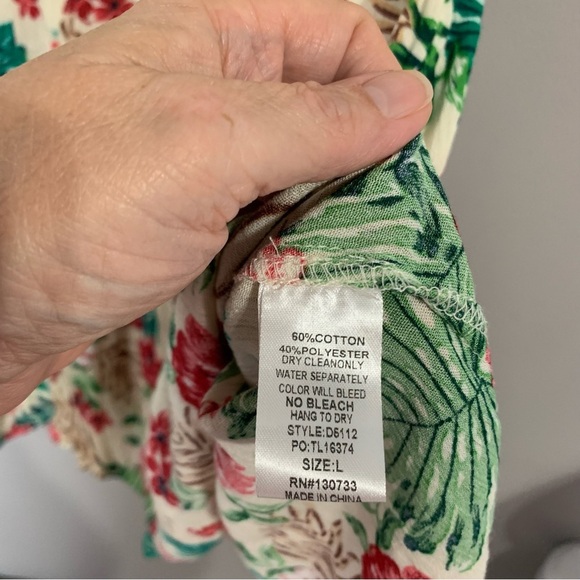 60%COTTON
40%POLYESTER
DRY CLEANONLY
WATER SEPARATELY
COLOR WILL BLEED
NO BLEACH
HANG TO DRY
STYLE:D6112
PO:TL16374
SIZE:L
RN#130733
MADE IN CHINA